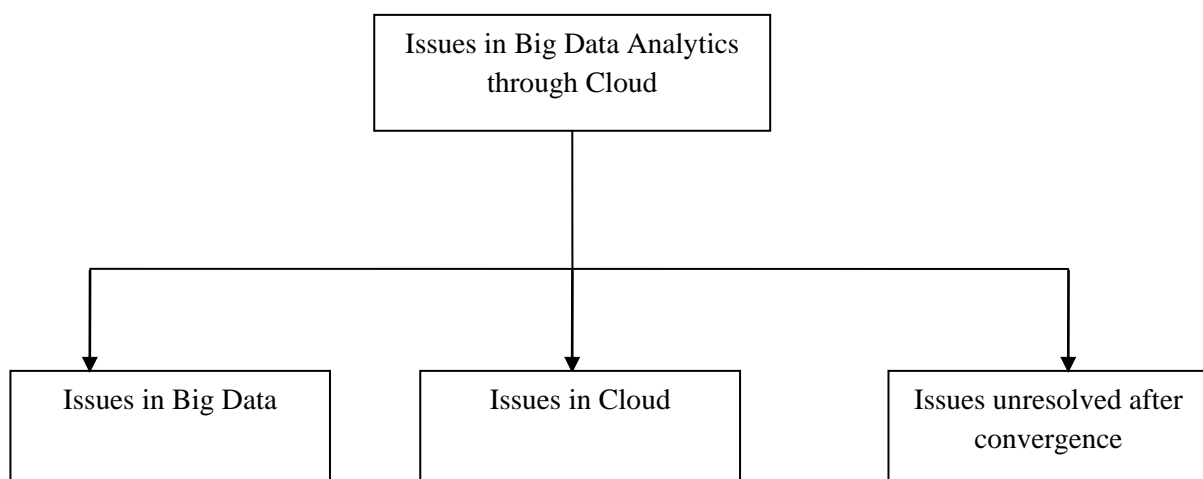 Issues in Big Data Analytics
through Cloud
Issues in Big Data
Issues in Cloud
Issues unresolved after
convergence